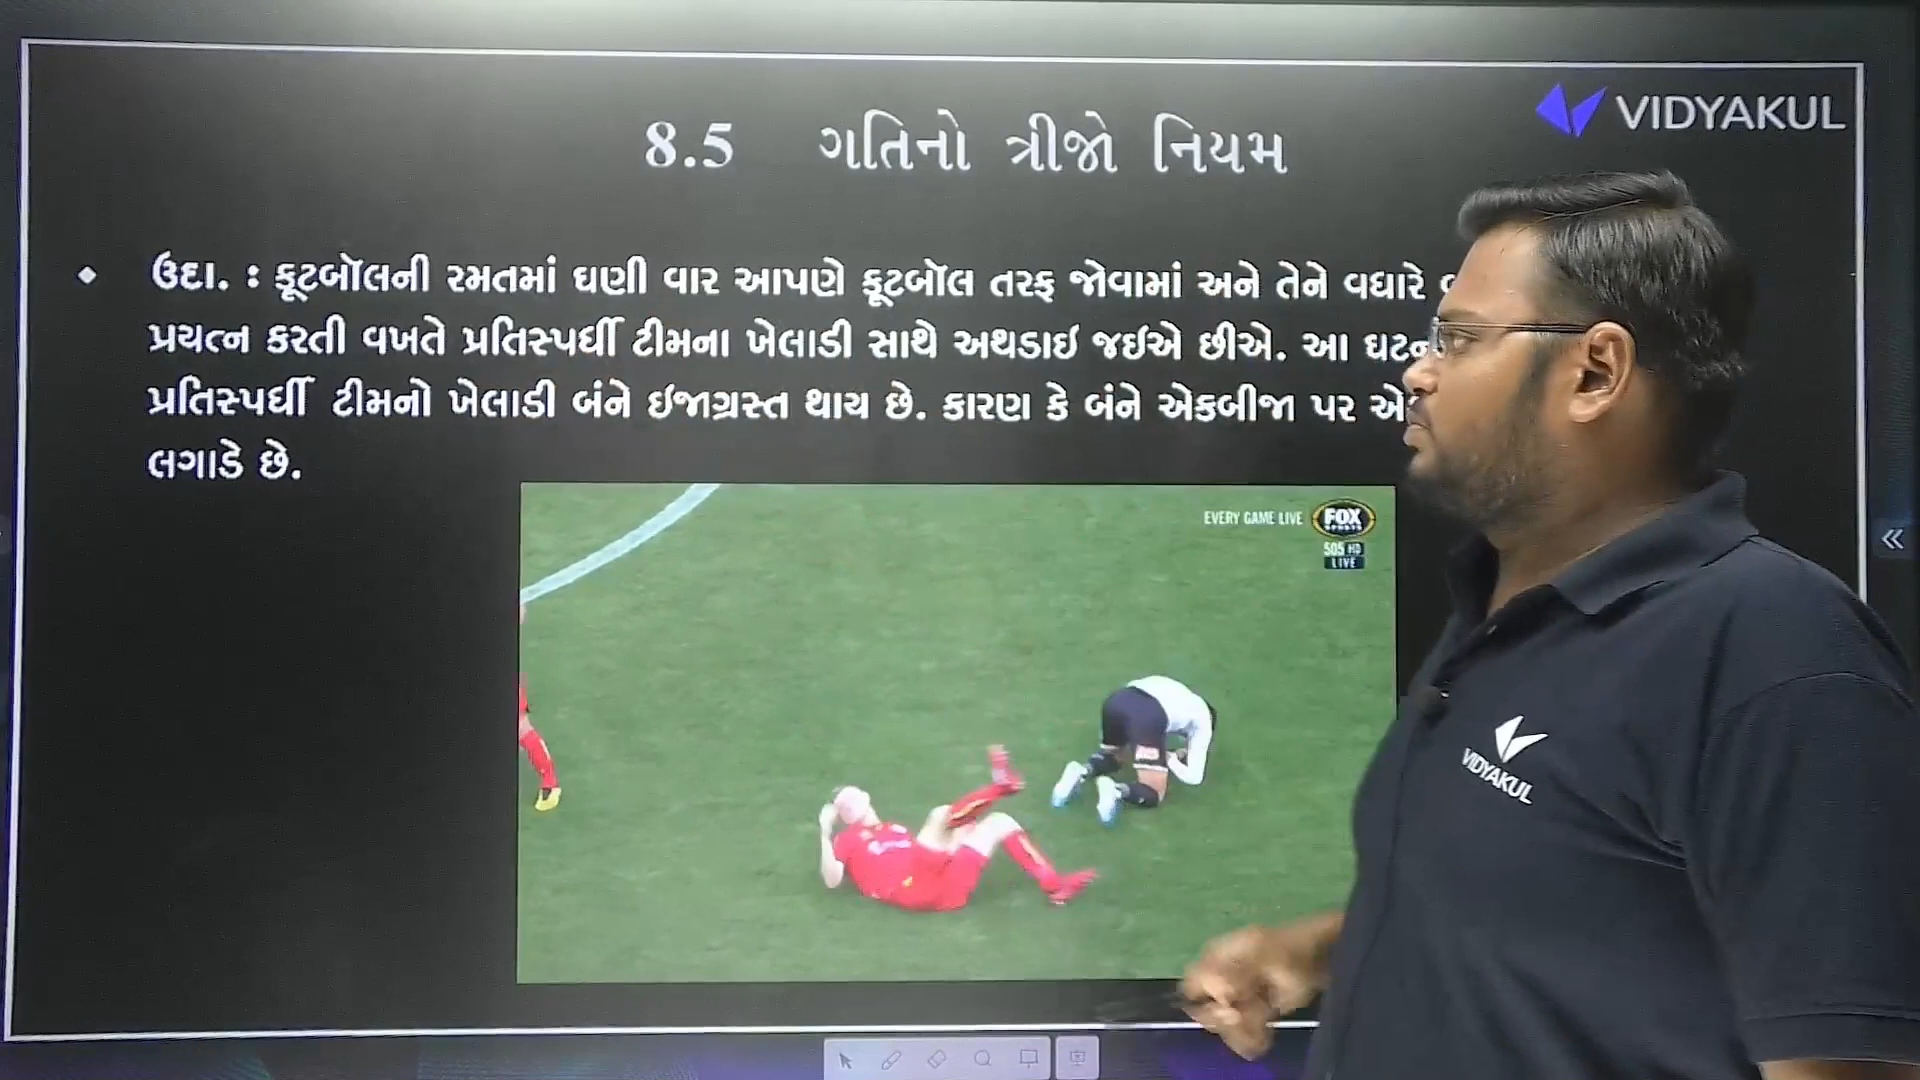 VIDYAKUL
8.5 ગતિનો ત્રીજો નિયમ
ઉદા. : ફૂટબૉલની રમતમાં ઘણી વાર આપણે ફૂટબૉલ તરફ જોવામાં અને તેને વધારે
પ્રયત્ન કરતી વખતે પ્રતિસ્પર્ધી ટીમના ખેલાડી સાથે અથડાઇ જઇએ છીએ. આ
પ્રતિસ્પર્ધી ટીમનો ખેલાડી બંને ઇજાગ્રસ્ત થાય છે. કારણ કે બંને એકબીજા પર
લગાડે છે.
EVERY GAME LIVE FOX SPORTS
505 HD
LIVE
VIDYAKUL